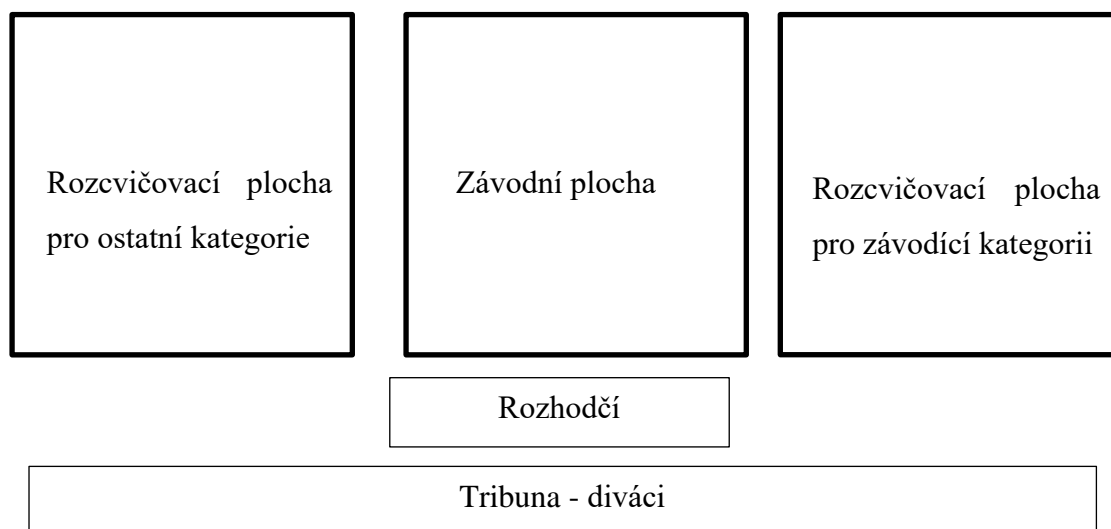 Rozcvičovací plocha
pro ostatní kategorie
Závodní plocha
Rozcvičovací plocha
pro závodící kategorii
Rozhodčí
Tribuna - diváci